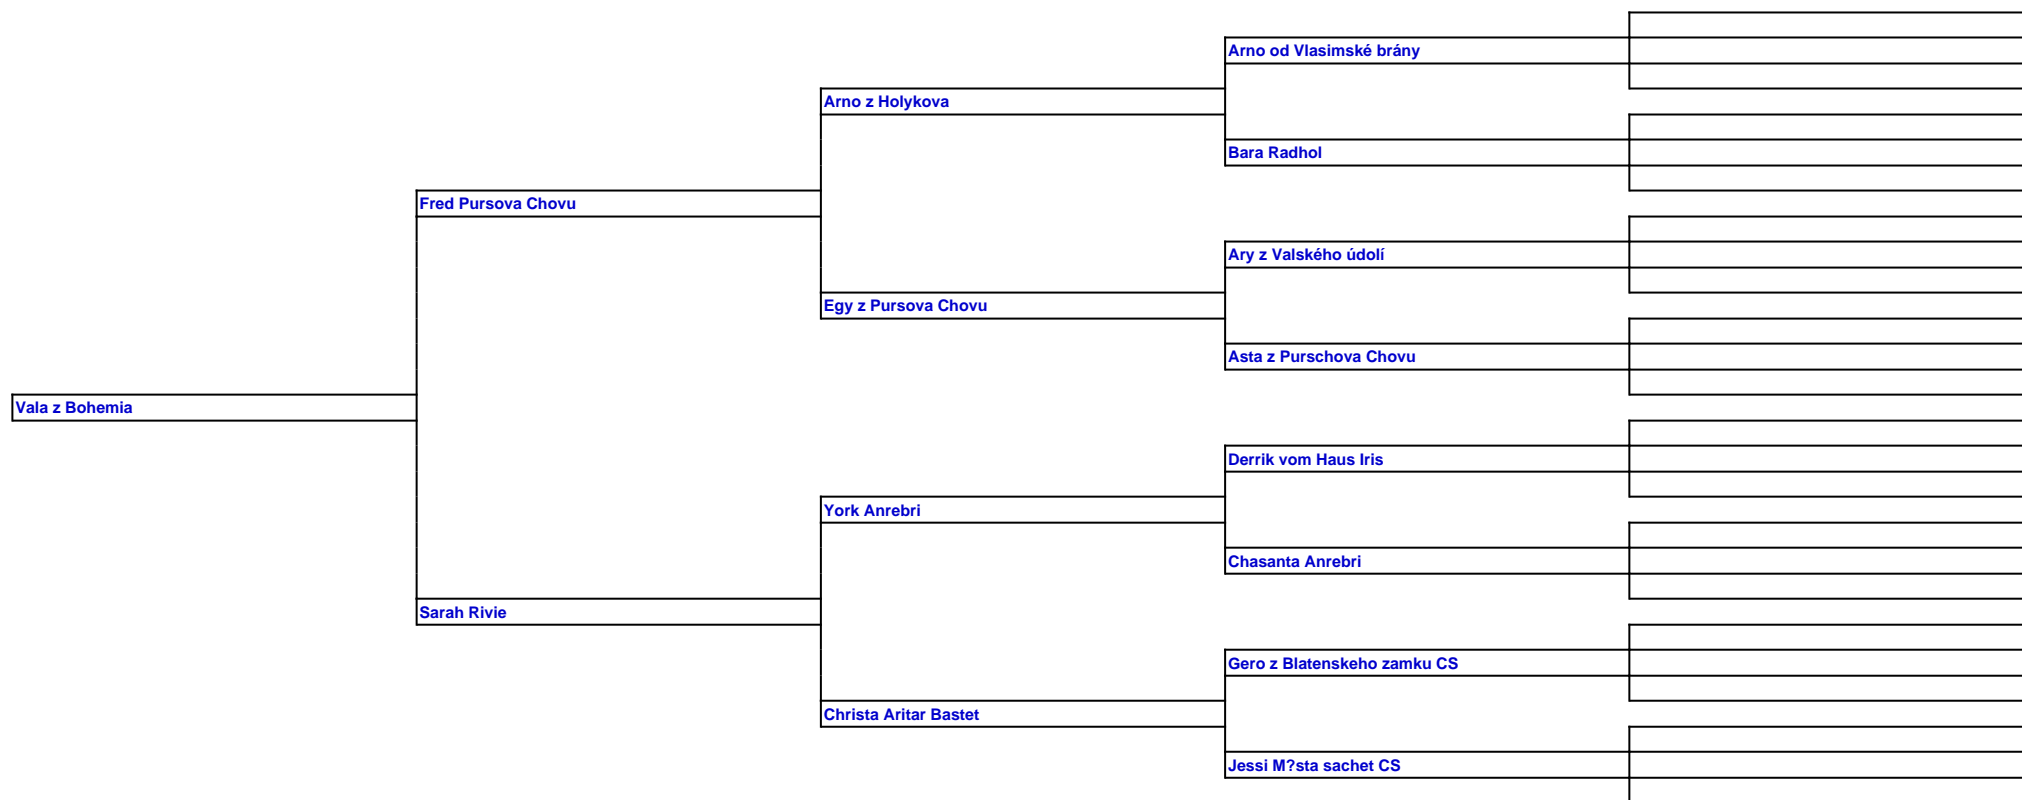 Arno od Vlasimské brány
Arno z Holykova
Bara Radhol
Fred Pursova Chovu
Ary z Valského údolí
Egy z Pursova Chovu
Asta z Purschova Chovu
Vala z Bohemia
Derrik vom Haus Iris
York Anrebri
Chasanta Anrebri
Sarah Rivie
Gero z Blatenskeho zamku CS
Christa Aritar Bastet
Jessi M?sta sachet CS